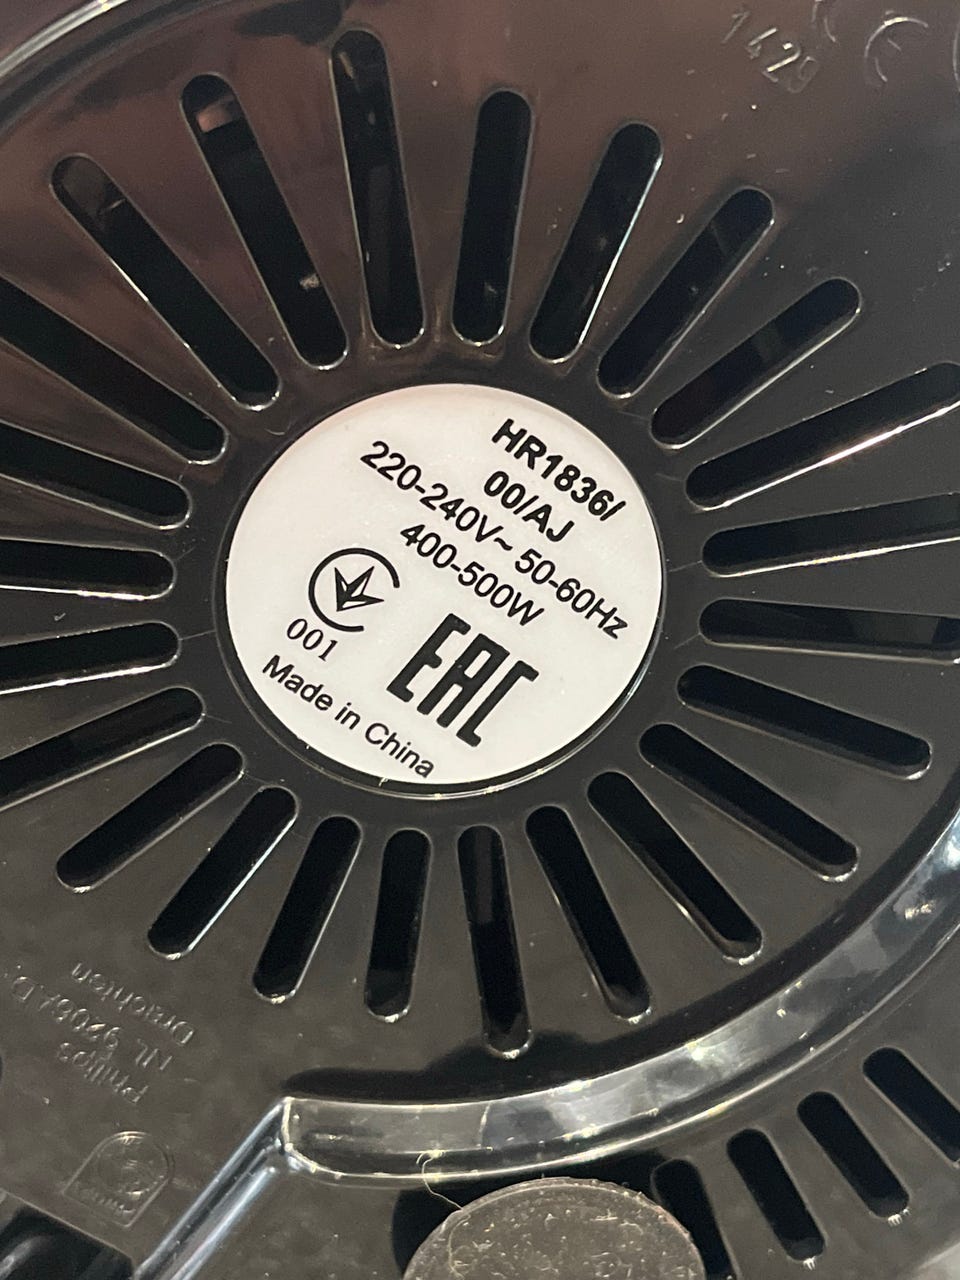 1429
CE
HR1836/
00/AJ
220-240V~ 50-60Hz
400-500W
001
EAC
Made in China
Philips
NL 9206AD
Drachten